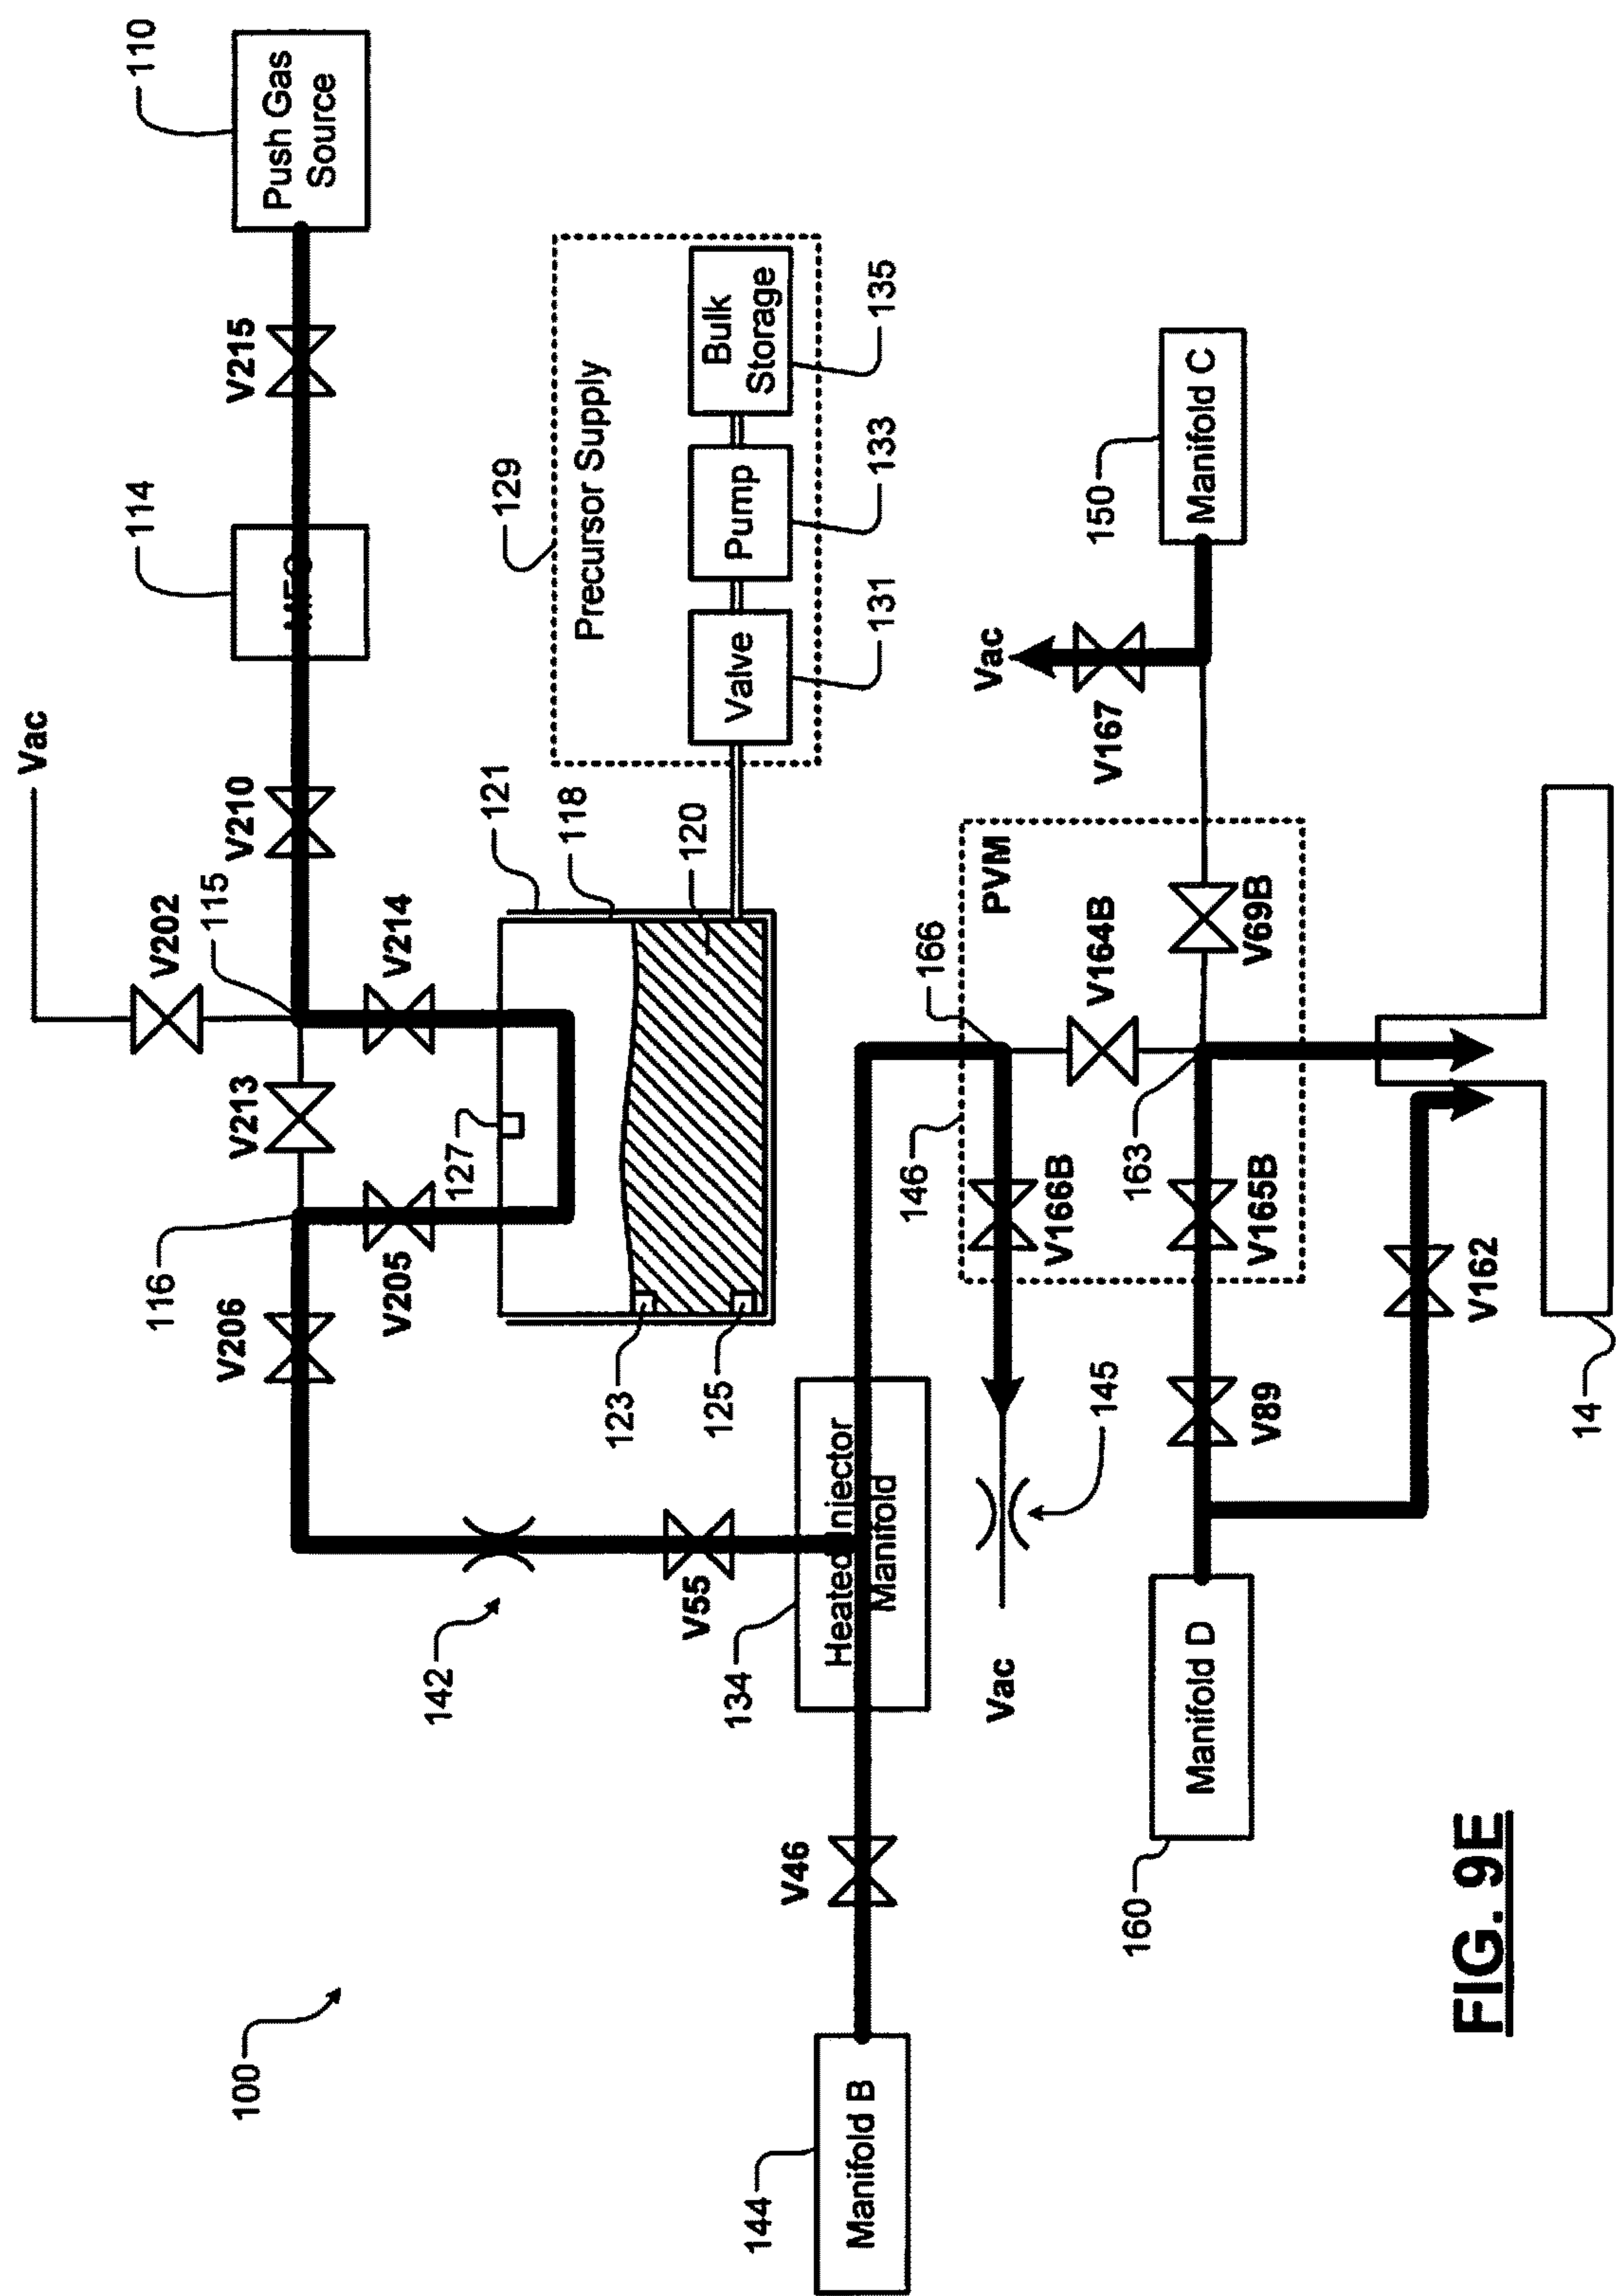 110
Push Gas
Source
V215
114
Vac
V210
V202
115
V214
V213
116
V205
V206
127
121
118
120
123
125
129
Precursor Supply
Valve
Pump
Bulk
Storage
131
133
135
142
V55
134
Heated Injector
Manifold
100
144
Manifold B
V46
146
166
PVM
V164B
V166B
145
Vac
163
V165B
V69B
V89
Vac
V167
150
Manifold C
160
Manifold D
V162
14
FIG. 9E